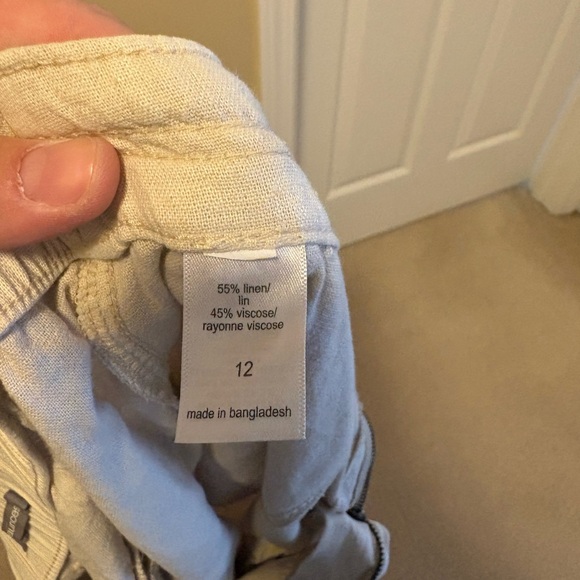 55% linen/
lin
45% viscose/
rayonne viscose
12
made in bangladesh